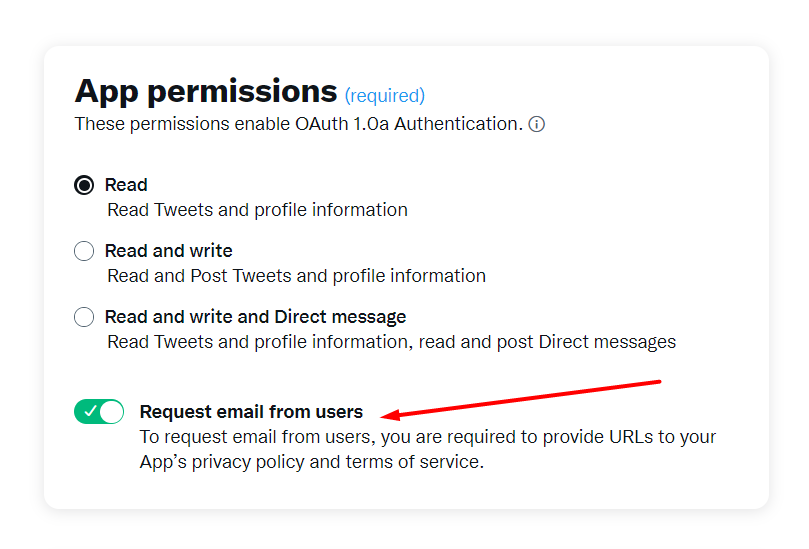 App permissions (required)
These permissions enable OAuth 1.0a Authentication.
Read
Read Tweets and profile information
Read and write
Read and Post Tweets and profile information
Read and write and Direct message
Read Tweets and profile information, read and post Direct messages
Request email from users
To request email from users, you are required to provide URLs to your
App’s privacy policy and terms of service.